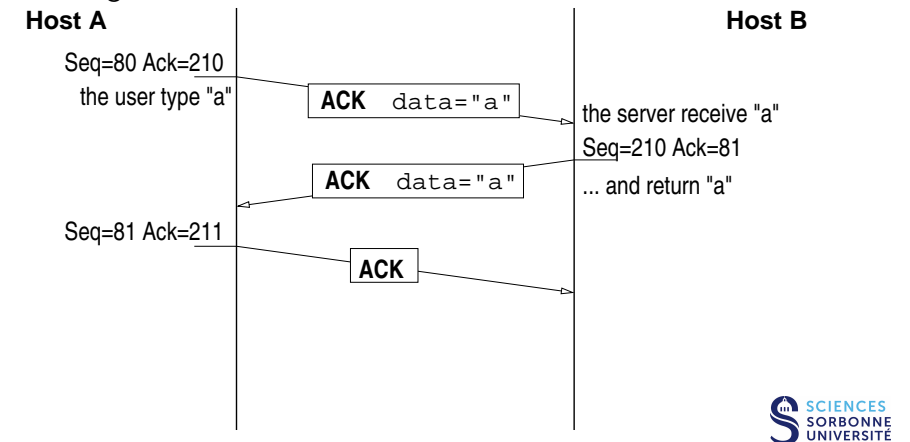 Host A
Host B
Seq=80 Ack=210
the user type "a"
ACK data="a"
the server receive "a"
Seq=210 Ack=81
ACK data="a"
... and return "a"
Seq=81 Ack=211
ACK
SCIENCES
SORBONNE
UNIVERSITÉ